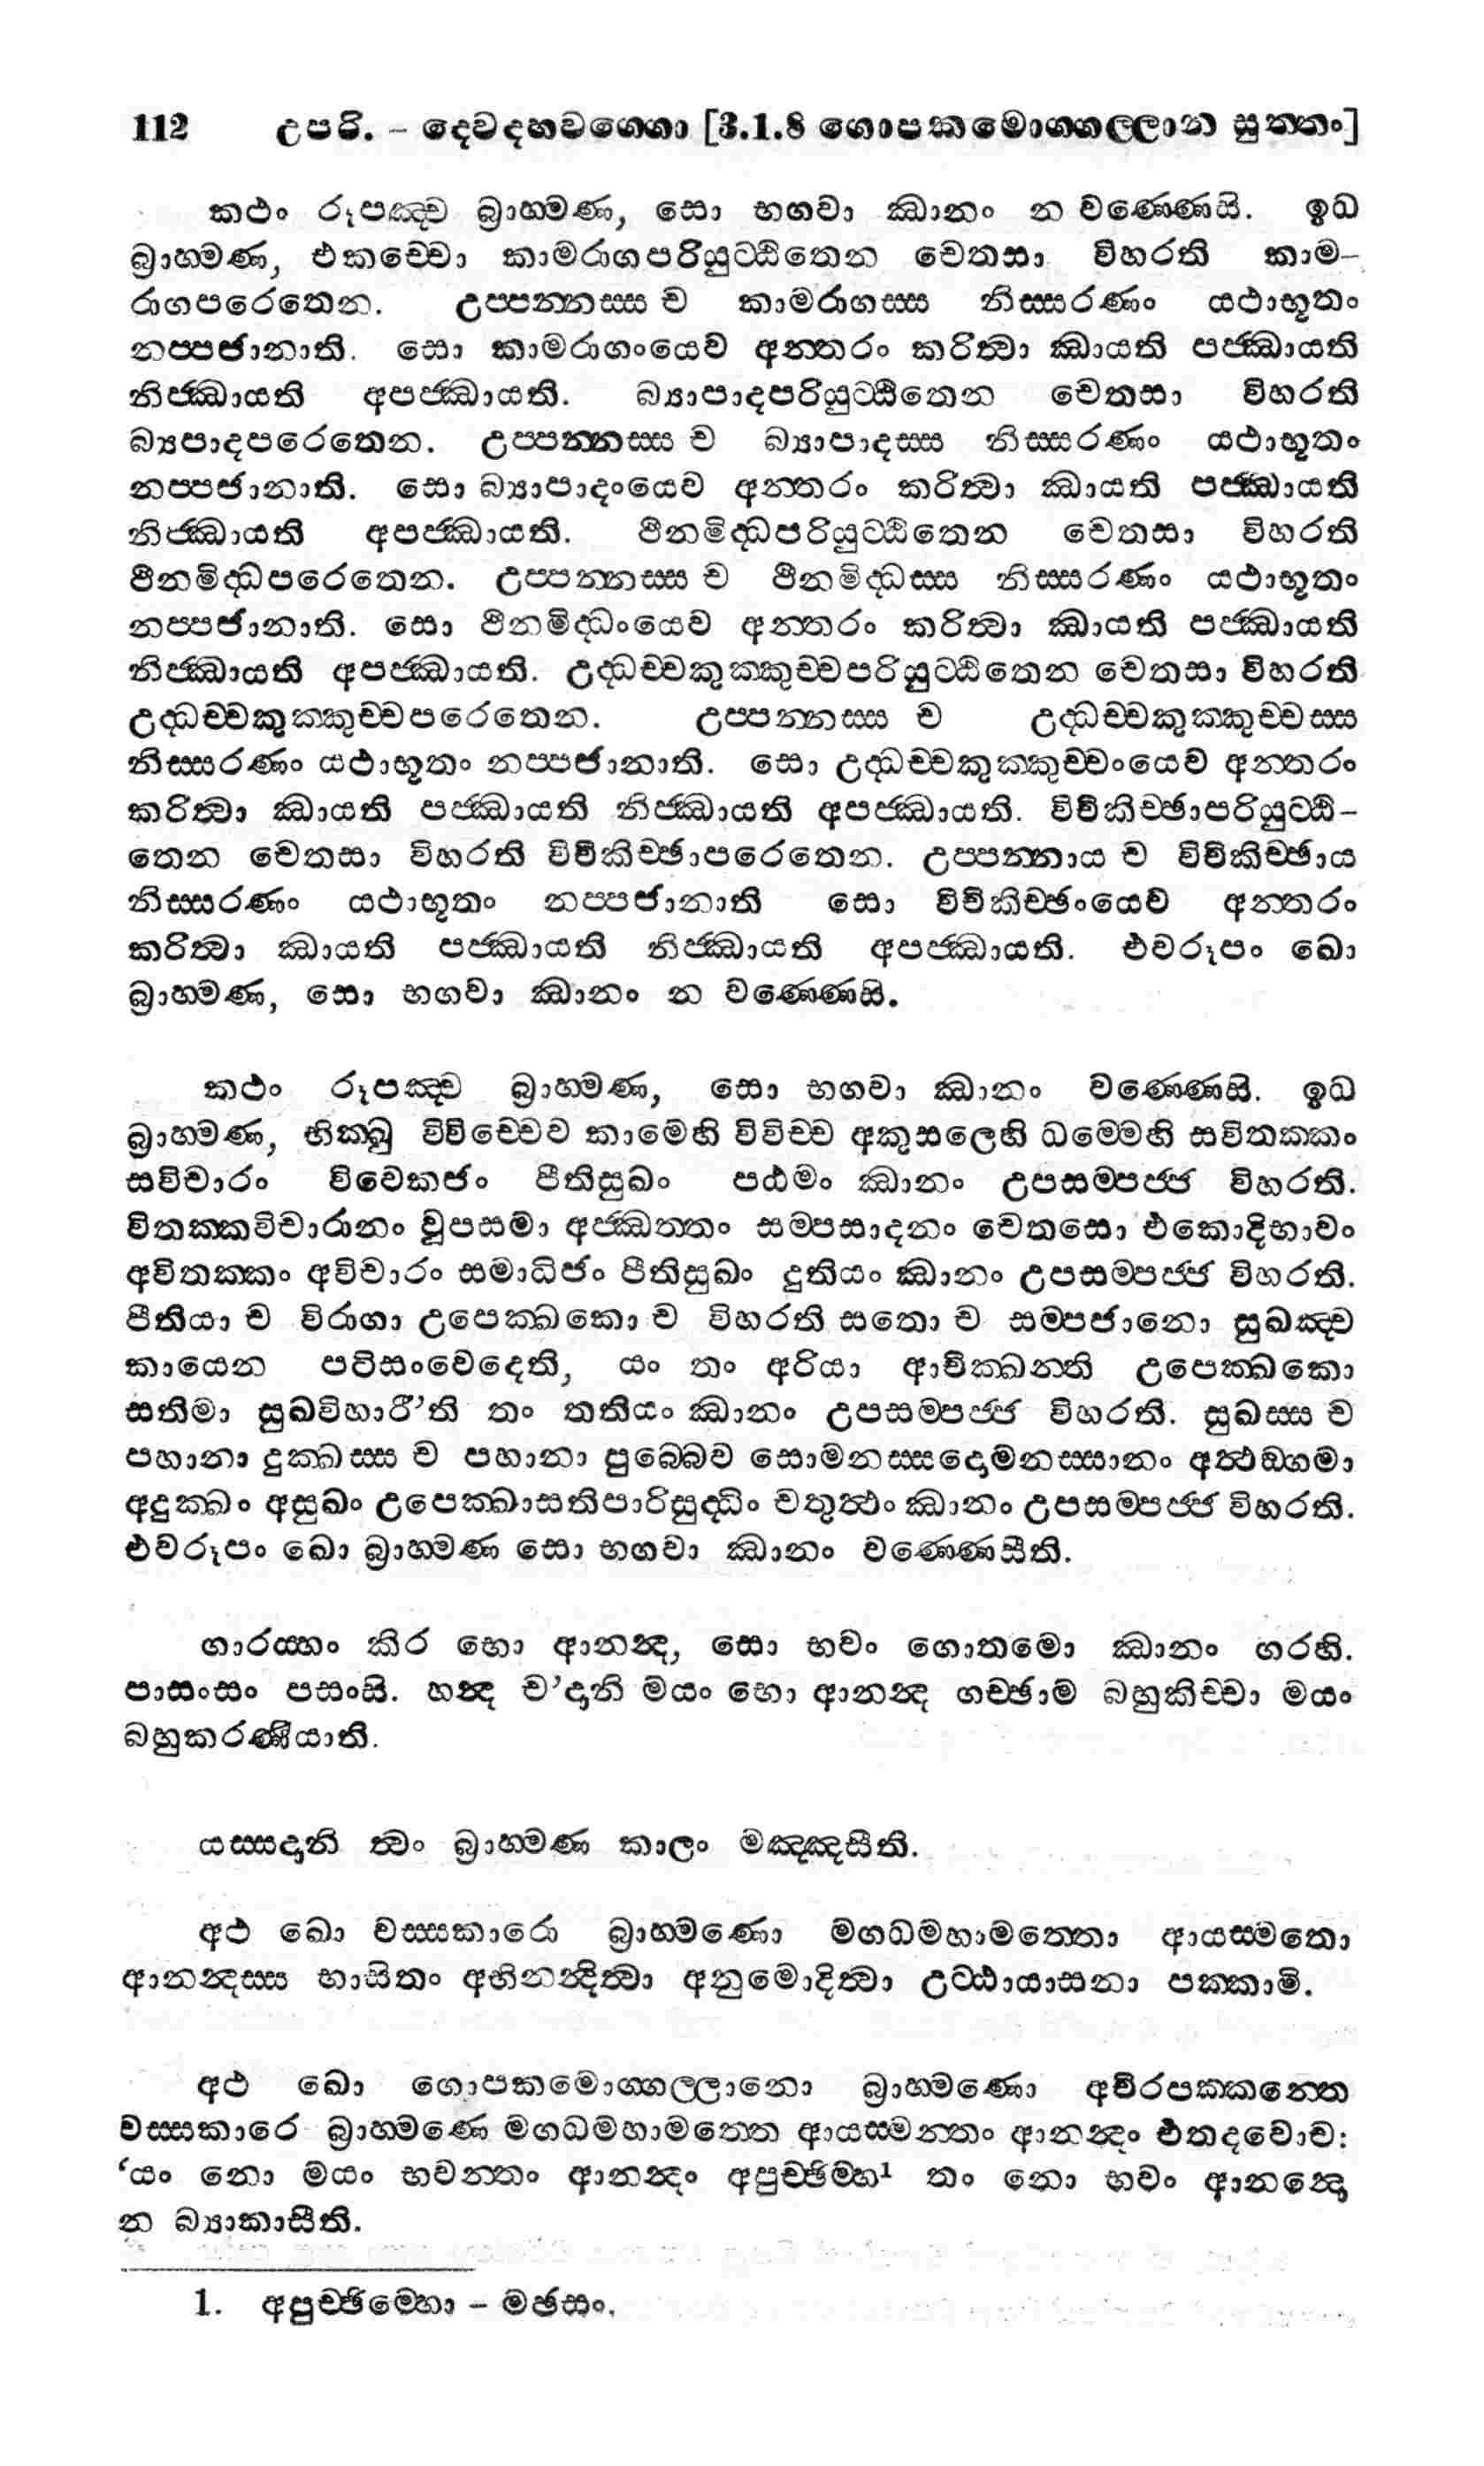 112 උපරි. - දෙවදහවග්ගො [3.1.8 ගොපකමොග්ගල්ලාන සුත්තං]
කථං රූපඤ්ච බ්‍රාහ්මණ, සො භගවා ඣානං න වණ්ණෙසි. ඉධ
බ්‍රාහ්මණ, එකච්චො කාමරාගපරියුට්ඨිතෙන චෙතසා විහරති කාම-
රාගපරෙතෙන. උප්පන්නස්ස ච කාමරාගස්ස නිස්සරණං යථාභූතං
නප්පජානාති. සො කාමරාගංයෙව අන්තරං කරිත්වා ඣායති පජ්ඣායති
නිජ්ඣායති අපජ්ඣායති. බ්‍යාපාදපරියුට්ඨිතෙන චෙතසා විහරති
බ්‍යපාදපරෙතෙන. උප්පන්නස්ස ච බ්‍යාපාදස්ස නිස්සරණං යථාභූතං
නප්පජානාති. සො බ්‍යාපාදංයෙව අන්තරං කරිත්වා ඣායති පජ්ඣායති
නිජ්ඣායති අපජ්ඣායති. ථීනමිද්ධපරියුට්ඨිතෙන චෙතසා විහරති
ථීනමිද්ධපරෙතෙන. උප්පන්නස්ස ච ථීනමිද්ධස්ස නිස්සරණං යථාභූතං
නප්පජානාති. සො ථීනමිද්ධංයෙව අන්තරං කරිත්වා ඣායති පජ්ඣායති
නිජ්ඣායති අපජ්ඣායති. උද්ධච්චකුක්කුච්චපරියුට්ඨිතෙන චෙතසා විහරති
උද්ධච්චකුක්කුච්චපරෙතෙන. උප්පන්නස්ස ච උද්ධච්චකුක්කුච්චස්ස
නිස්සරණං යථාභූතං නප්පජානාති. සො උද්ධච්චකුක්කුච්චංයෙව අන්තරං
කරිත්වා ඣායති පජ්ඣායති නිජ්ඣායති අපජ්ඣායති. විචිකිච්ඡාපරියුට්ඨි-
තෙන චෙතසා විහරති විචිකිච්ඡාපරෙතෙන. උප්පන්නාය ච විචිකිච්ඡාය
නිස්සරණං යථාභූතං නප්පජානාති සො විචිකිච්ඡංයෙව අන්තරං
කරිත්වා ඣායති පජ්ඣායති නිජ්ඣායති අපජ්ඣායති. එවරූපං ඛො
බ්‍රාහ්මණ, සො භගවා ඣානං න වණ්ණෙසි.
කථං රූපඤ්ච බ්‍රාහ්මණ, සො භගවා ඣානං වණ්ණෙසි. ඉධ
බ්‍රාහ්මණ, භික්ඛු විවිච්චෙව කාමෙහි විවිච්ච අකුසලෙහි ධම්මෙහි සවිතක්කං
සවිචාරං විවෙකජං පීතිසුඛං පඨමං ඣානං උපසම්පජ්ජ විහරති.
විතක්කවිචාරානං වූපසමා අජ්ඣත්තං සම්පසාදනං චෙතසො එකොදිභාවං
අවිතක්කං අවිචාරං සමාධිජං පීතිසුඛං දුතියං ඣානං උපසම්පජ්ජ විහරති.
පීතියා ච විරාගා උපෙක්ඛකො ච විහරති සතො ච සම්පජානො සුඛඤ්ච
කායෙන පටිසංවෙදෙති, යං තං අරියා ආචික්ඛන්ති උපෙක්ඛකො
සතිමා සුඛවිහාරී’ති තං තතියං ඣානං උපසම්පජ්ජ විහරති. සුඛස්ස ච
පහානා දුක්ඛස්ස ච පහානා පුබ්බෙව සොමනස්සදොමනස්සානං අත්ථඞ්ගමා
අදුක්ඛං අසුඛං උපෙක්ඛාසතිපාරිසුද්ධිං චතුත්ථං ඣානං උපසම්පජ්ජ විහරති.
එවරූපං ඛො බ්‍රාහ්මණ සො භගවා ඣානං වණ්ණෙසීති.
ගාරය්හං කිර භො ආනන්ද, සො භවං ගොතමො ඣානං ගරහි.
පාසංසං පසංසි. හන්ද ච’දානි මයං භො ආනන්ද ගච්ඡාම බහුකිච්චා මයං
බහුකරණීයාති.
යස්සදානි ත්වං බ්‍රාහ්මණ කාලං මඤ්ඤසීති.
අථ ඛො වස්සකාරො බ්‍රාහ්මණො මගධමහාමත්තො ආයස්මතො
ආනන්දස්ස භාසිතං අභිනන්දිත්වා අනුමොදිත්වා උට්ඨායාසනා පක්කාමි.
අථ ඛො ගොපකමොග්ගල්ලානො බ්‍රාහ්මණො අචිරපක්කන්තෙ
වස්සකාරෙ බ්‍රාහ්මණෙ මගධමහාමත්තෙ ආයස්මන්තං ආනන්දං එතදවොච:
‘යං නො මයං භවන්තං ආනන්දං අපුච්ඡිම්හ¹ තං නො භවං ආනන්දො
න බ්‍යාකාසීති.
1. අපුච්ඡිම්හො - මඡසං.